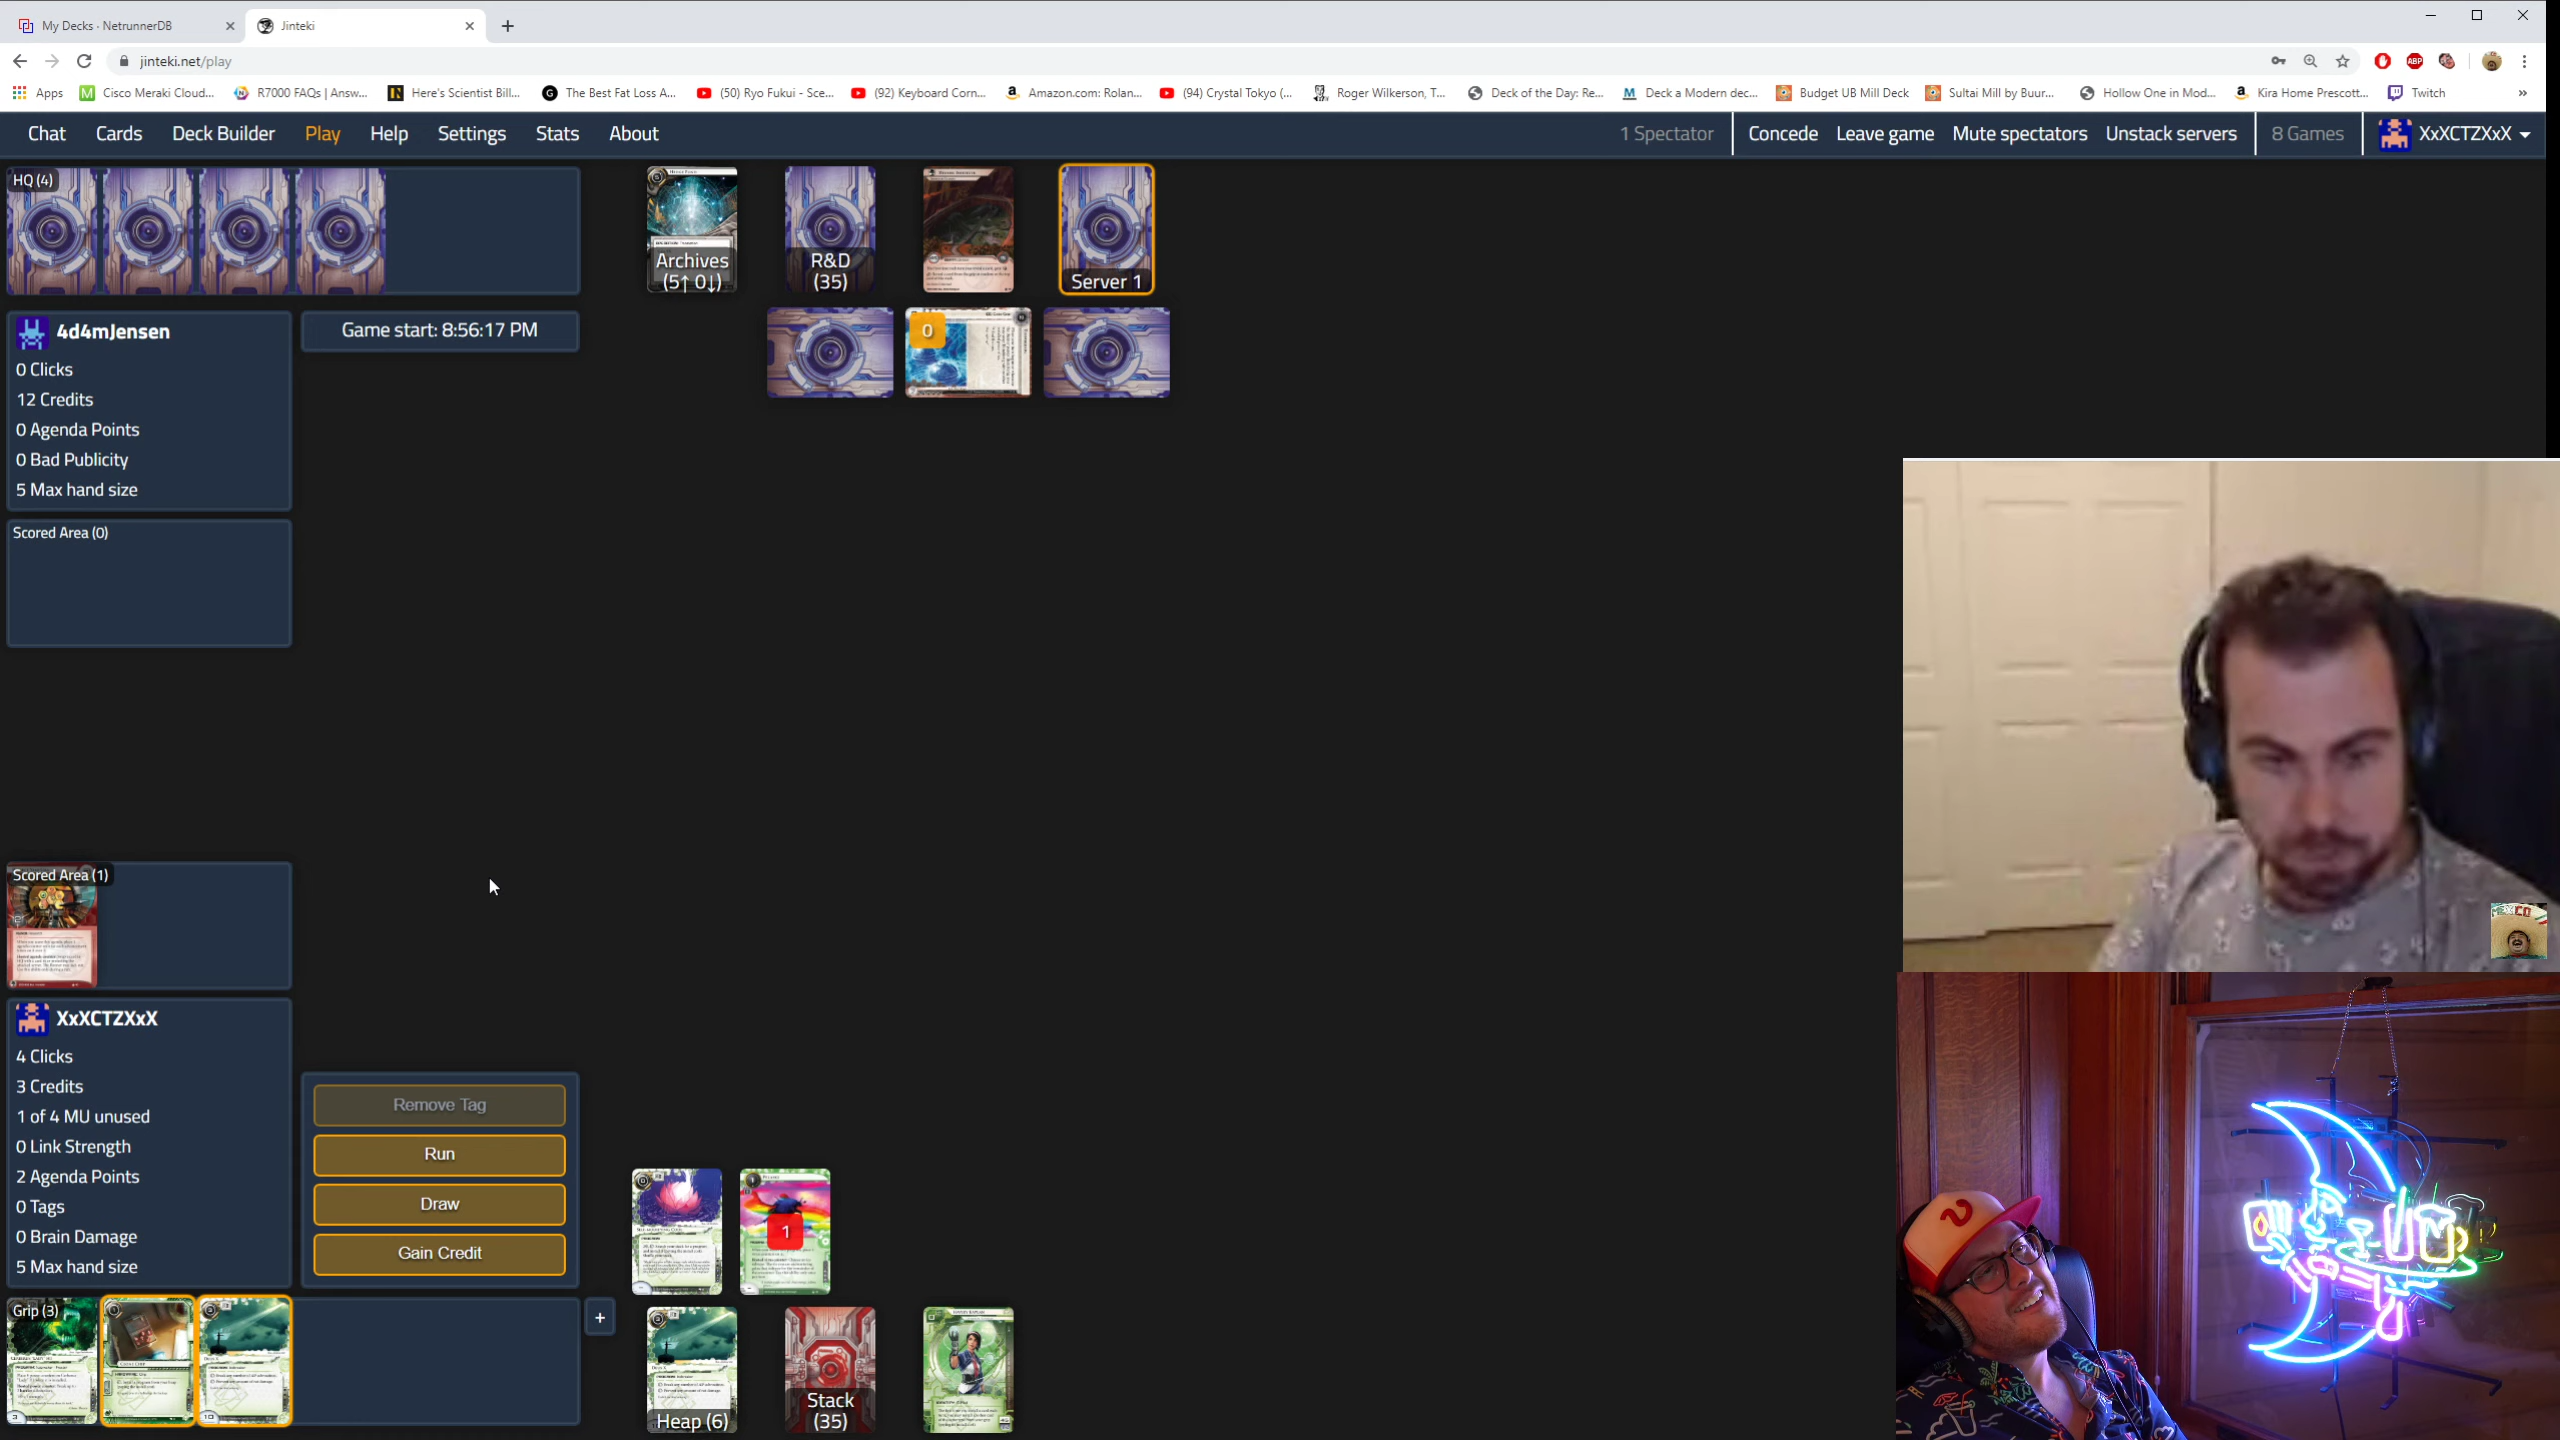 My Decks · NetrunnerDB
Jinteki
jinteki.net/play
Apps
Cisco Meraki Cloud...
R7000 FAQs | Answ...
Here's Scientist Bill...
The Best Fat Loss A...
(50) Ryo Fukui - Sce...
(92) Keyboard Corn...
Amazon.com: Rolan...
(94) Crystal Tokyo (...
Roger Wilkerson, T...
Deck of the Day: Re...
Deck a Modern dec...
Budget UB Mill Deck
Sultai Mill by Buur...
Hollow One in Mod...
Kira Home Prescott...
Twitch
»
Chat
Cards
Deck Builder
Play
Help
Settings
Stats
About
1 Spectator
Concede
Leave game
Mute spectators
Unstack servers
8 Games
XxXCTZXxX
HQ (4)
Archives
(5↑ 0↓)
R&D
(35)
Server 1
0
4d4mJensen
0 Clicks
12 Credits
0 Agenda Points
0 Bad Publicity
5 Max hand size
Game start: 8:56:17 PM
Scored Area (0)
Scored Area (1)
XxXCTZXxX
4 Clicks
3 Credits
1 of 4 MU unused
0 Link Strength
2 Agenda Points
0 Tags
0 Brain Damage
5 Max hand size
Remove Tag
Run
Draw
Gain Credit
1
Grip (3)
+
Heap (6)
Stack
(35)